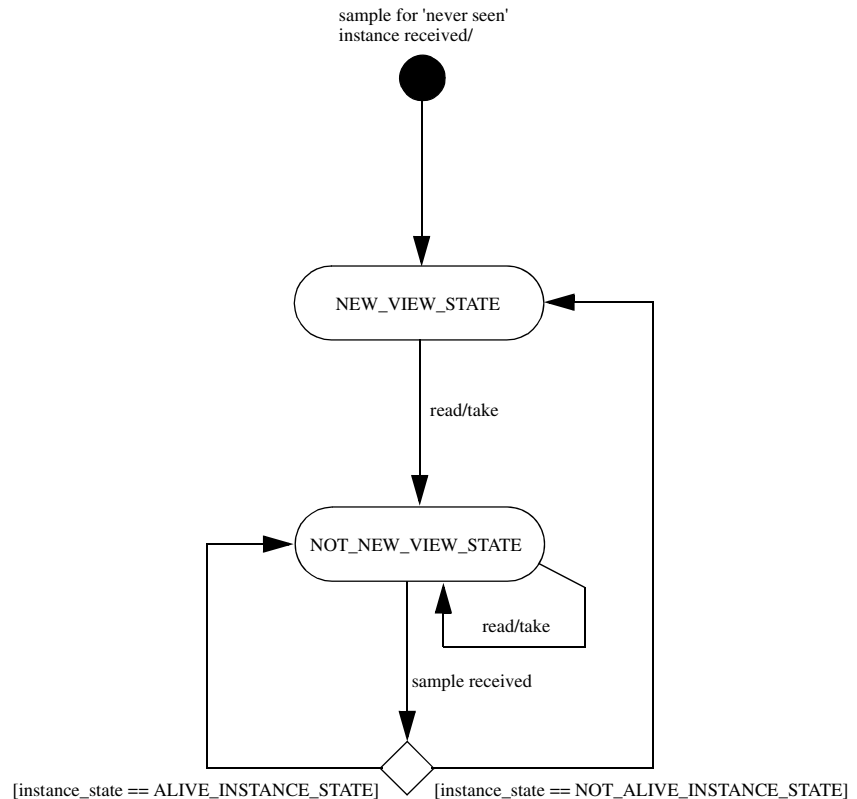 sample for 'never seen'
instance received/
NEW_VIEW_STATE
read/take
NOT_NEW_VIEW_STATE
read/take
sample received
[instance_state == ALIVE_INSTANCE_STATE]
[instance_state == NOT_ALIVE_INSTANCE_STATE]